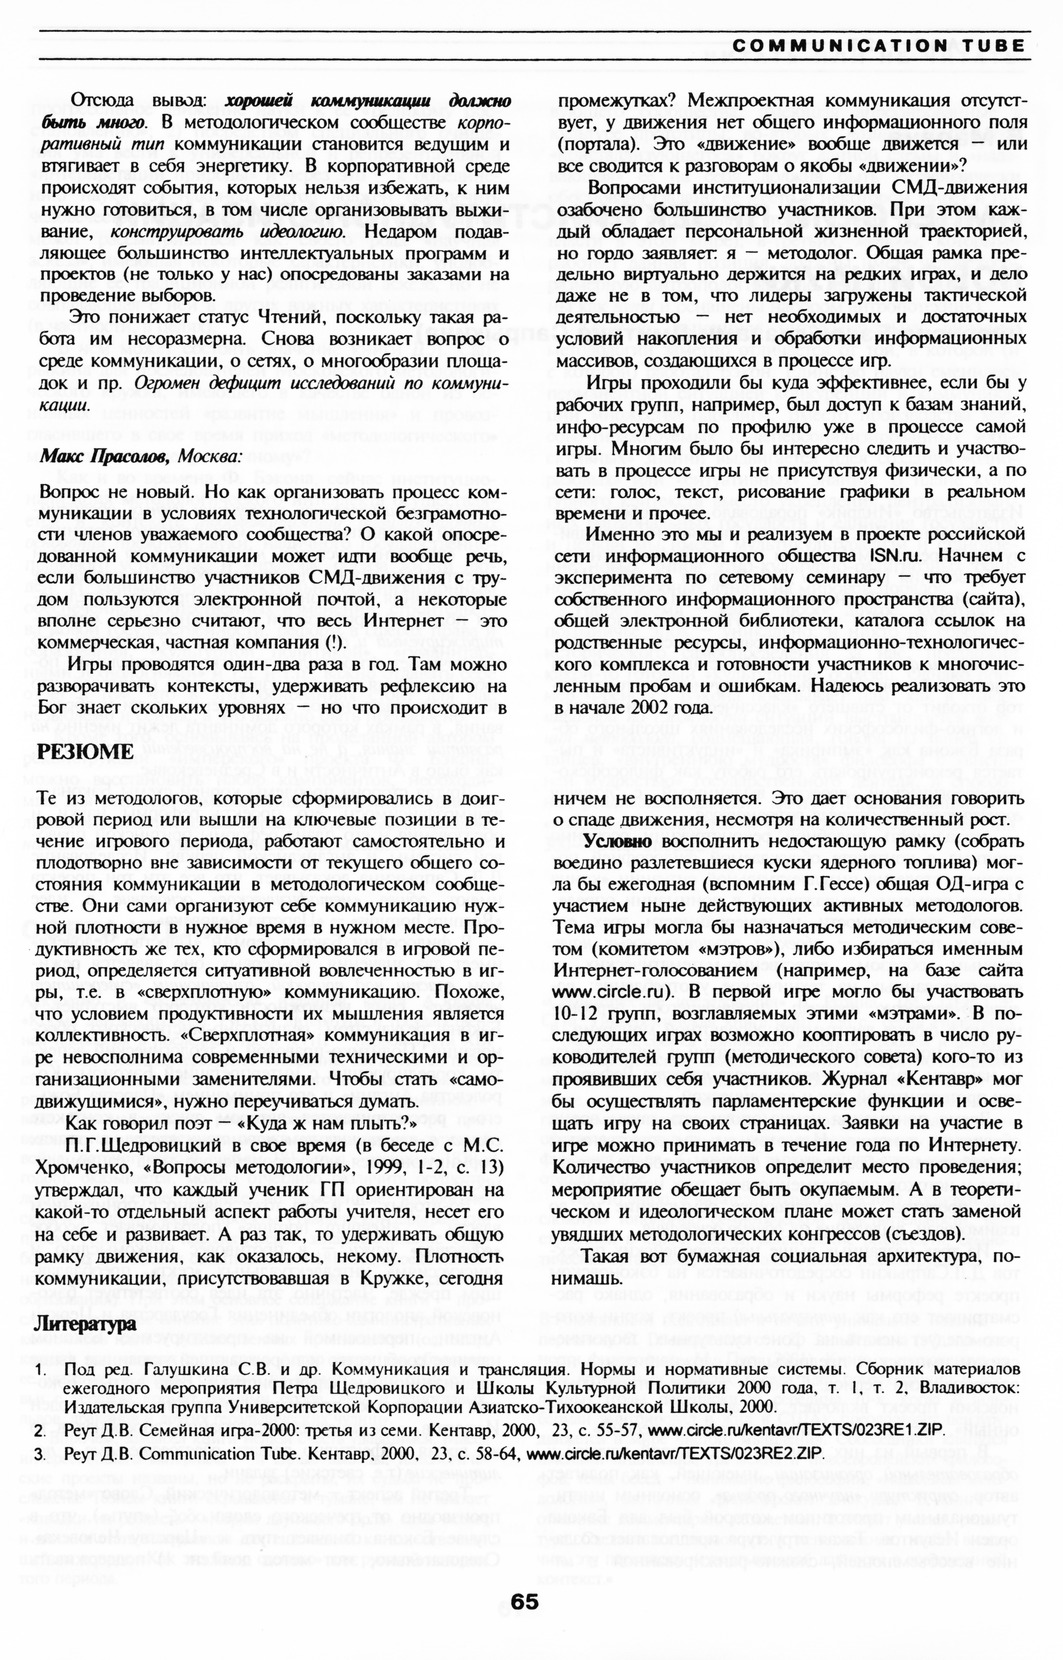 COMMUNICATION TUBE
Отсюда вывод: хорошей коммуникации должно
быть много. В методологическом сообществе корпо-
ративный тип коммуникации становится ведущим и
втягивает в себя энергетику. В корпоративной среде
происходят события, которых нельзя избежать, к ним
нужно готовиться, в том числе организовывать выжи-
вание, конструировать идеологию. Недаром подав-
ляющее большинство интеллектуальных программ и
проектов (не только у нас) опосредованы заказами на
проведение выборов.
Это понижает статус Чтений, поскольку такая ра-
бота им несоразмерна. Снова возникает вопрос о
среде коммуникации, о сетях, о многообразии площа-
док и пр. Огромен дефицит исследований по коммуни-
кации.
Макс Прасолов, Москва:
Вопрос не новый. Но как организовать процесс ком-
муникации в условиях технологической безграмотно-
сти членов уважаемого сообщества? О какой опосре-
дованной коммуникации может идти вообще речь,
если большинство участников СМД-движения с тру-
дом пользуются электронной почтой, а некоторые
вполне серьезно считают, что весь Интернет — это
коммерческая, частная компания (!).
Игры проводятся один-два раза в год. Там можно
разворачивать контексты, удерживать рефлексию на
Бог знает скольких уровнях — но что происходит в
промежутках? Межпроектная коммуникация отсутст-
вует, у движения нет общего информационного поля
(портала). Это «движение» вообще движется — или
все сводится к разговорам о якобы «движении»?
Вопросами институционализации СМД-движения
озабочено большинство участников. При этом каж-
дый обладает персональной жизненной траекторией,
но гордо заявляет: я — методолог. Общая рамка пре-
дельно виртуально держится на редких играх, и дело
даже не в том, что лидеры загружены тактической
деятельностью — нет необходимых и достаточных
условий накопления и обработки информационных
массивов, создающихся в процессе игр.
Игры проходили бы куда эффективнее, если бы у
рабочих групп, например, был доступ к базам знаний,
инфо-ресурсам по профилю уже в процессе самой
игры. Многим было бы интересно следить и участво-
вать в процессе игры не присутствуя физически, а по
сети: голос, текст, рисование графики в реальном
времени и прочее.
Именно это мы и реализуем в проекте российской
сети информационного общества ISN.ru. Начнем с
эксперимента по сетевому семинару — что требует
собственного информационного пространства (сайта),
общей электронной библиотеки, каталога ссылок на
родственные ресурсы, информационно-технологичес-
кого комплекса и готовности участников к многочис-
ленным пробам и ошибкам. Надеюсь реализовать это
в начале 2002 года.
РЕЗЮМЕ
Те из методологов, которые сформировались в доиг-
ровой период или вышли на ключевые позиции в те-
чение игрового периода, работают самостоятельно и
плодотворно вне зависимости от текущего общего со-
стояния коммуникации в методологическом сообще-
стве. Они сами организуют себе коммуникацию нуж-
ной плотности в нужное время в нужном месте. Про-
дуктивность же тех, кто сформировался в игровой пе-
риод, определяется ситуативной вовлеченностью в иг-
ры, т.е. в «сверхплотную» коммуникацию. Похоже,
что условием продуктивности их мышления является
коллективность. «Сверхплотная» коммуникация в иг-
ре невосполнима современными техническими и ор-
ганизационными заменителями. Чтобы стать «само-
движущимися», нужно переучиваться думать.
Как говорил поэт — «Куда ж нам плыть?»
П.Г.Щедровицкий в свое время (в беседе с М.С.
Хромченко, «Вопросы методологии», 1999, 1-2, с. 13)
утверждал, что каждый ученик ГП ориентирован на
какой-то отдельный аспект работы учителя, несет его
на себе и развивает. А раз так, то удерживать общую
рамку движения, как оказалось, некому. Плотность
коммуникации, присутствовавшая в Кружке, сегодня
ничем не восполняется. Это дает основания говорить
о спаде движения, несмотря на количественный рост.
Условно восполнить недостающую рамку (собрать
воедино разлетевшиеся куски ядерного топлива) мог-
ла бы ежегодная (вспомним Г.Гессе) общая ОД-игра с
участием ныне действующих активных методологов.
Тема игры могла бы назначаться методическим сове-
том (комитетом «мэтров»), либо избираться именным
Интернет-голосованием (например, на базе сайта
www.circle.ru). В первой игре могло бы участвовать
10-12 групп, возглавляемых этими «мэтрами». В по-
следующих играх возможно кооптировать в число ру-
ководителей групп (методического совета) кого-то из
проявивших себя участников. Журнал «Кентавр» мог
бы осуществлять парламентерские функции и осве-
щать игру на своих страницах. Заявки на участие в
игре можно принимать в течение года по Интернету.
Количество участников определит место проведения;
мероприятие обещает быть окупаемым. А в теорети-
ческом и идеологическом плане может стать заменой
увядших методологических конгрессов (съездов).
Такая вот бумажная социальная архитектура, по-
нимашь.
Литература
1. Под ред. Галушкина С.В. и др. Коммуникация и трансляция. Нормы и нормативные системы. Сборник материалов
ежегодного мероприятия Петра Щедровицкого и Школы Культурной Политики 2000 года, т. 1, т. 2, Владивосток:
Издательская группа Университетской Корпорации Азиатско-Тихоокеанской Школы, 2000.
2. Реут Д.В. Семейная игра-2000: третья из семи. Кентавр, 2000, 23, с. 55-57, www.circle.ru/kentavr/TEXTS/023RE1.ZIP.
3. Реут Д.В. Communication Tube. Кентавр, 2000, 23, с. 58-64, www.circle.ru/kentavr/TEXTS/023RE2.ZIP.
65